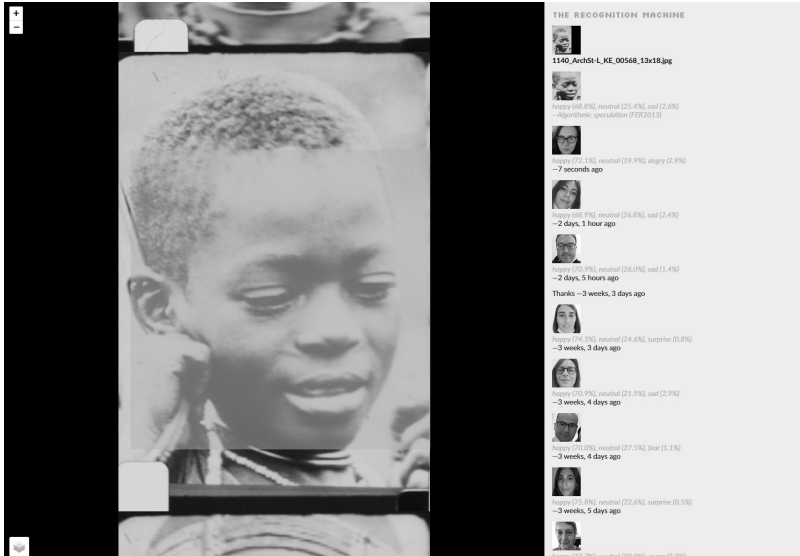 +
−
THE RECOGNITION MACHINE
1140_ArchSt-L_KE_00568_13x18.jpg
happy (68.8%), neutral (25.4%), sad (2.6%)
—Algorithmic speculation (FER2013)
happy (72.1%), neutral (19.9%), angry (2.9%)
—7 seconds ago
happy (68.9%), neutral (26.8%), sad (2.4%)
—2 days, 1 hour ago
happy (70.9%), neutral (26.0%), sad (1.4%)
—2 days, 5 hours ago
Thanks —3 weeks, 3 days ago
happy (74.3%), neutral (24.6%), surprise (0.8%)
—3 weeks, 3 days ago
happy (70.9%), neutral (21.9%), sad (2.9%)
—3 weeks, 4 days ago
happy (70.0%), neutral (27.5%), fear (1.1%)
—3 weeks, 4 days ago
happy (75.8%), neutral (22.6%), surprise (0.5%)
—3 weeks, 5 days ago